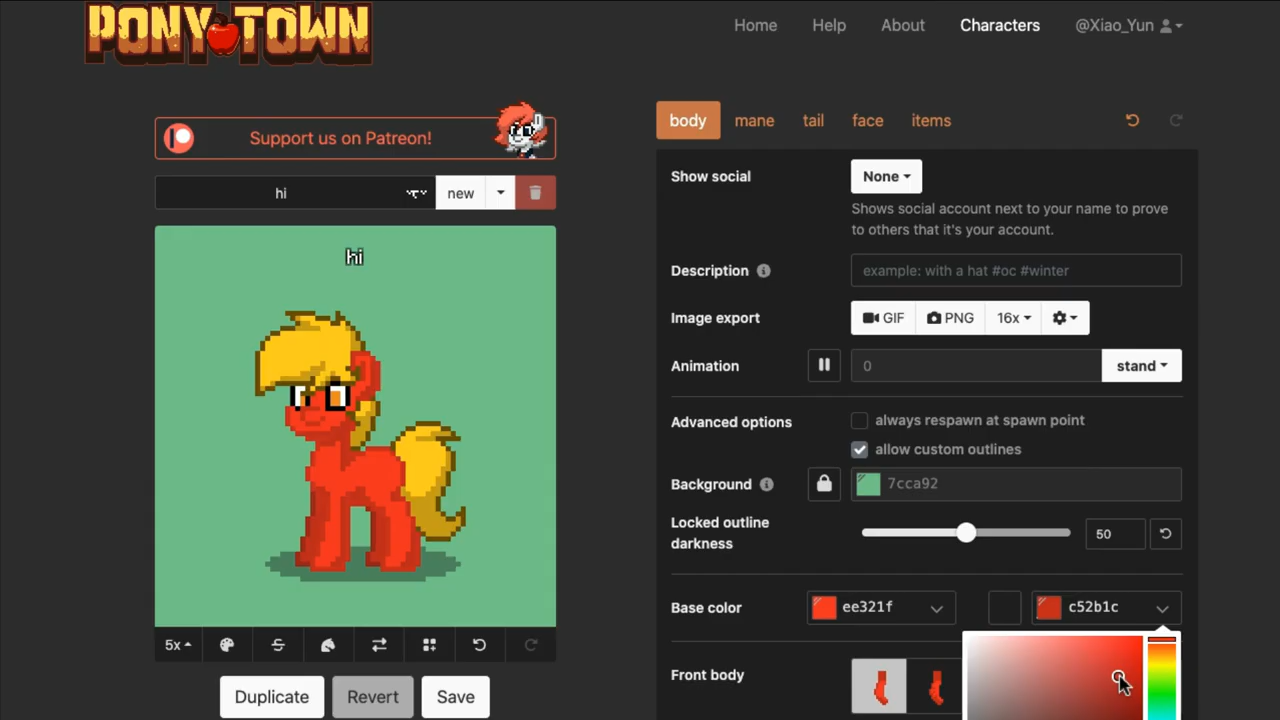 PONY TOWN
Home Help About Characters @Xiao_Yun
Support us on Patreon!
hi new
hi
5x
Duplicate Revert Save
body mane tail face items
Show social None
Shows social account next to your name to prove
to others that it's your account.
Description example: with a hat #oc #winter
Image export GIF PNG 16x
Animation 0 stand
Advanced options always respawn at spawn point
allow custom outlines
Background 7cca92
Locked outline
darkness 50
Base color ee321f c52b1c
Front body